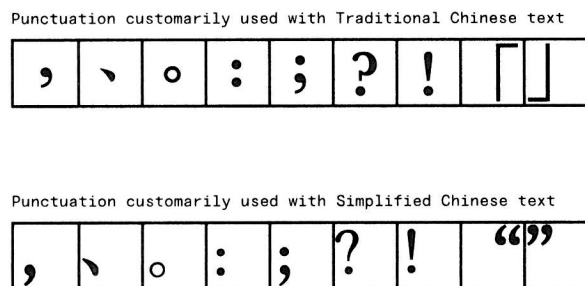 Punctuation customarily used with Traditional Chinese text
，、。：；？！「」
Punctuation customarily used with Simplified Chinese text
，、。：；？！“”